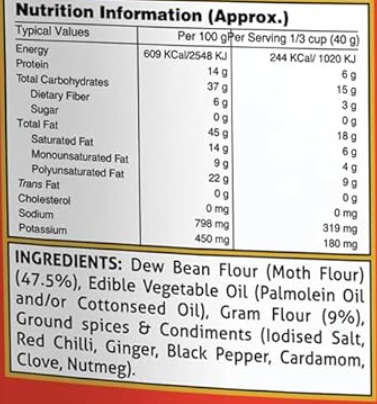 Nutrition Information (Approx.)
Typical Values Per 100 g Per Serving 1/3 cup (40 g)
Energy 609 KCal/2548 KJ 244 KCal/ 1020 KJ
Protein 14 g 6 g
Total Carbohydrates 37 g 15 g
Dietary Fiber 6 g 3 g
Sugar 0 g 0 g
Total Fat 45 g 18 g
Saturated Fat 14 g 6 g
Monounsaturated Fat 9 g 4 g
Polyunsaturated Fat 22 g 9 g
Trans Fat 0 g 0 g
Cholesterol 0 mg 0 mg
Sodium 798 mg 319 mg
Potassium 450 mg 180 mg
INGREDIENTS: Dew Bean Flour (Moth Flour)
(47.5%), Edible Vegetable Oil (Palmolein Oil
and/or Cottonseed Oil), Gram Flour (9%),
Ground spices & Condiments (Iodised Salt,
Red Chilli, Ginger, Black Pepper, Cardamom,
Clove, Nutmeg).